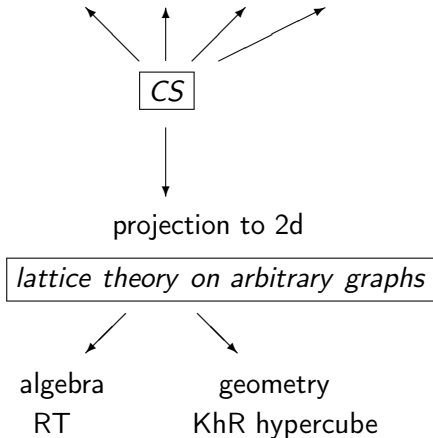 CS
projection to 2d
lattice theory on arbitrary graphs
algebra geometry
RT KhR hypercube